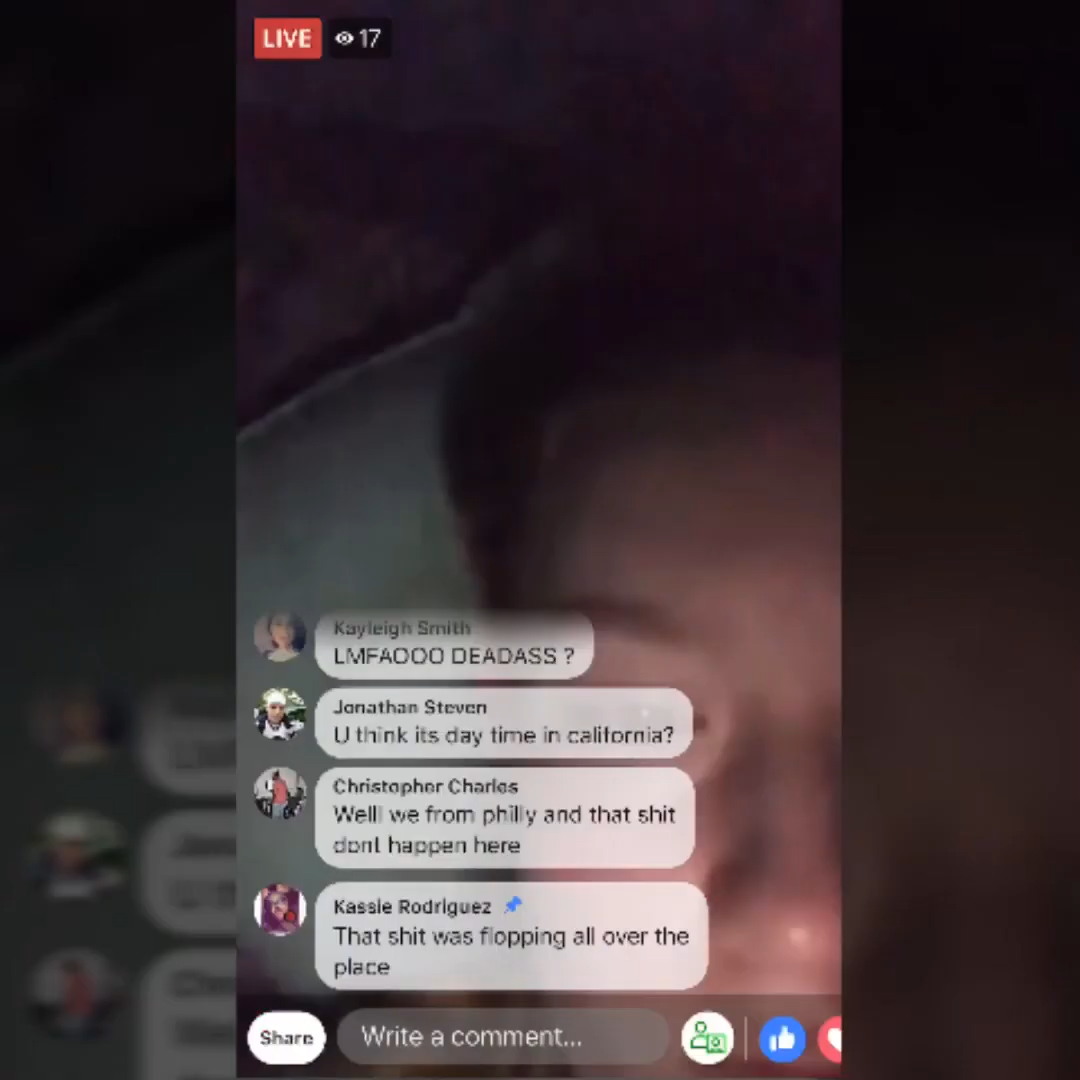 LIVE 17
Kayleigh Smith
LMFAOOO DEADASS ?
Jonathan Steven
U think its day time in california?
Christopher Charles
Welll we from philly and that shit
dont happen here
Kassie Rodriguez
That shit was flopping all over the
place
Share Write a comment...